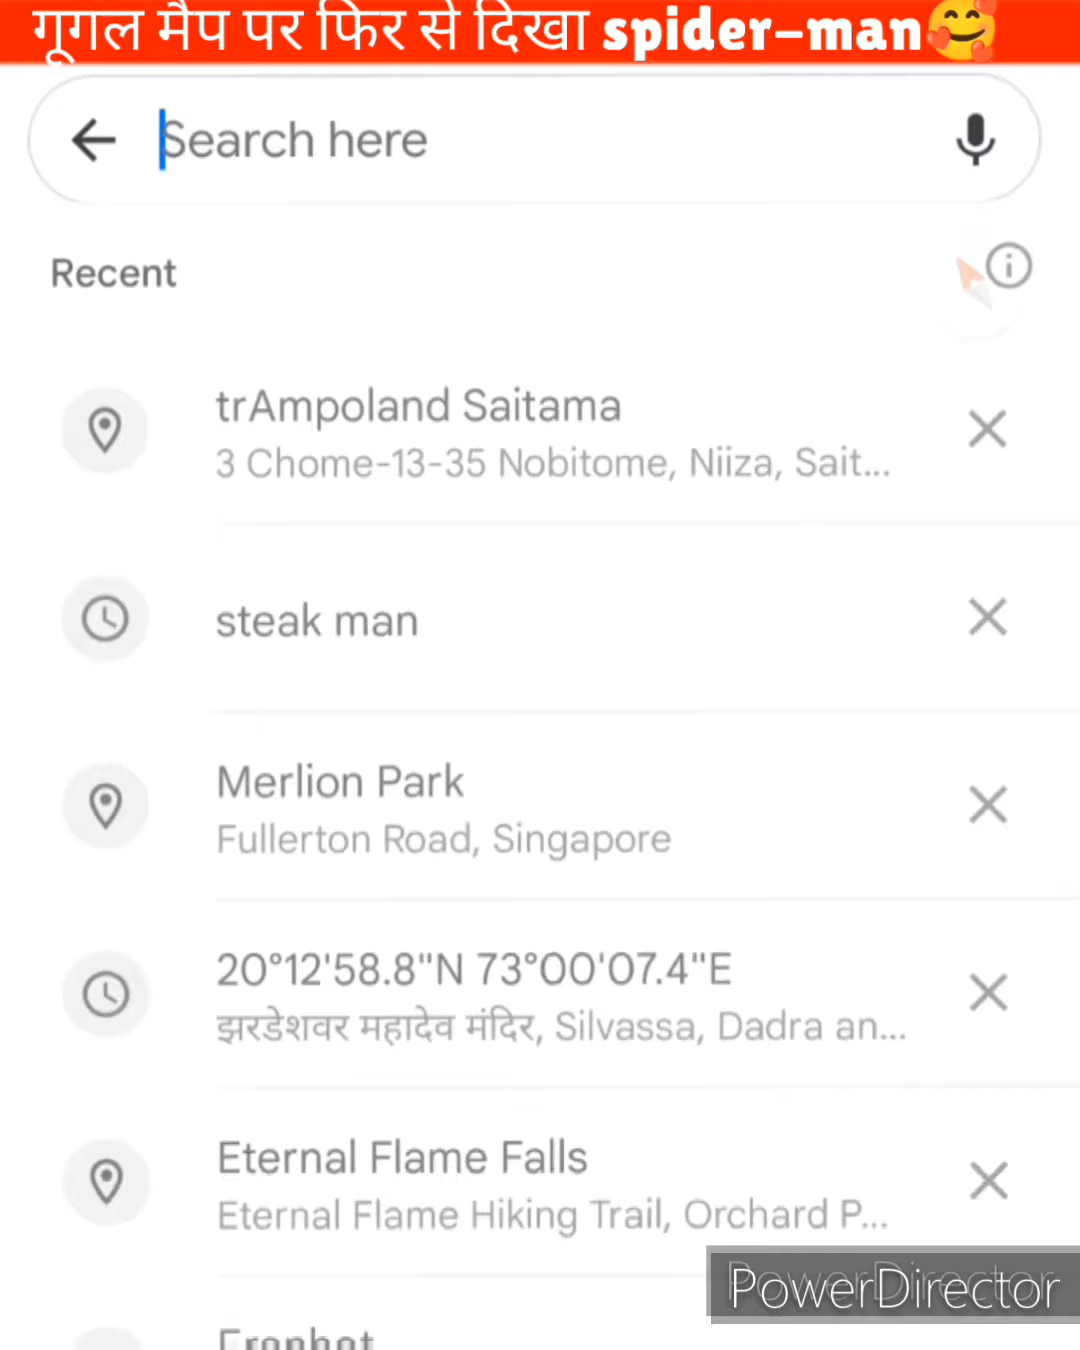 गूगल मैप पर फिर से दिखा spider-man🥰
Search here
Recent
trAmpoland Saitama
3 Chome-13-35 Nobitome, Niiza, Sait...
steak man
Merlion Park
Fullerton Road, Singapore
20°12'58.8"N 73°00'07.4"E
झरडेशवर महादेव मंदिर, Silvassa, Dadra an...
Eternal Flame Falls
Eternal Flame Hiking Trail, Orchard P...
PowerDirector